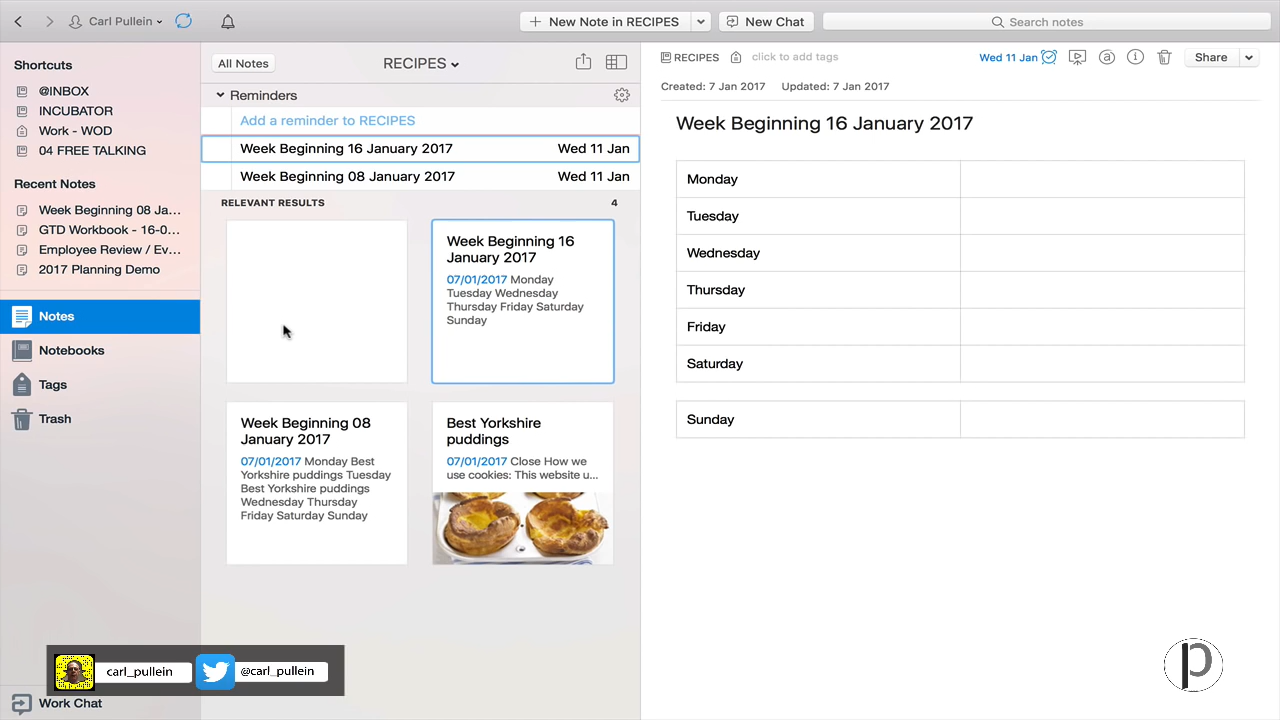 Carl Pullein
New Note in RECIPES
New Chat
Search notes
Shortcuts
@INBOX
INCUBATOR
Work - WOD
04 FREE TALKING
Recent Notes
Week Beginning 08 Ja...
GTD Workbook - 16-0...
Employee Review / Ev...
2017 Planning Demo
Notes
Notebooks
Tags
Trash
Work Chat
All Notes
RECIPES
Reminders
Add a reminder to RECIPES
Week Beginning 16 January 2017 Wed 11 Jan
Week Beginning 08 January 2017 Wed 11 Jan
RELEVANT RESULTS 4
Week Beginning 16
January 2017
07/01/2017 Monday
Tuesday Wednesday
Thursday Friday Saturday
Sunday
Week Beginning 08
January 2017
07/01/2017 Monday Best
Yorkshire puddings Tuesday
Best Yorkshire puddings
Wednesday Thursday
Friday Saturday Sunday
Best Yorkshire
puddings
07/01/2017 Close How we
use cookies: This website u...
RECIPES click to add tags Wed 11 Jan Share
Created: 7 Jan 2017 Updated: 7 Jan 2017
Week Beginning 16 January 2017
Monday
Tuesday
Wednesday
Thursday
Friday
Saturday
Sunday
carl_pullein
@carl_pullein
p